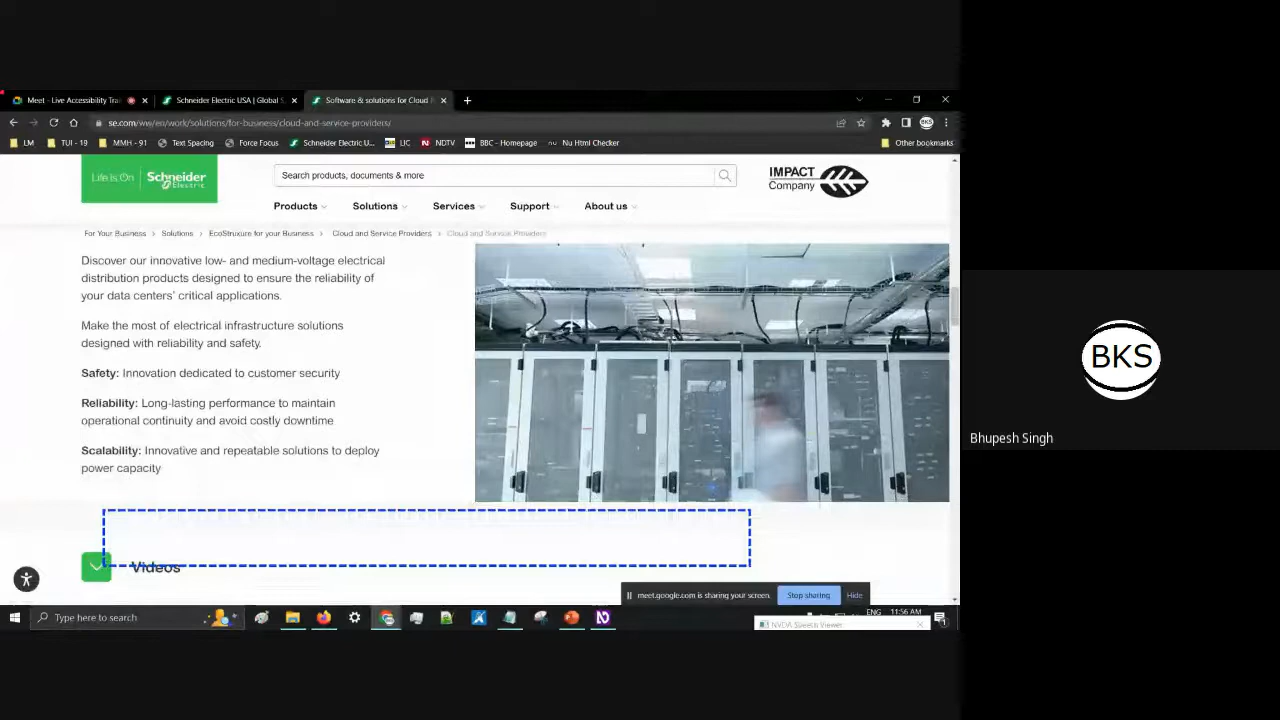 Meet - Live Accessibility Tra
Schneider Electric USA | Global S
Software & solutions for Cloud
se.com/ww/en/work/solutions/for-business/cloud-and-service-providers/
LM
TUI - 19
MMH - 91
Text Spacing
Force Focus
Schneider Electric U...
LIC
NDTV
BBC - Homepage
Nu Html Checker
Other bookmarks
Life Is On
Schneider Electric
Search products, documents & more
IMPACT
Company
Products
Solutions
Services
Support
About us
For Your Business > Solutions > EcoStruxure for your Business > Cloud and Service Providers > Cloud and Service Providers
Discover our innovative low- and medium-voltage electrical
distribution products designed to ensure the reliability of
your data centers' critical applications.
Make the most of electrical infrastructure solutions
designed with reliability and safety.
Safety: Innovation dedicated to customer security
Reliability: Long-lasting performance to maintain
operational continuity and avoid costly downtime
Scalability: Innovative and repeatable solutions to deploy
power capacity
Videos
meet.google.com is sharing your screen.
Stop sharing
Hide
Type here to search
ENG
11:56 AM
NVDA Speech Viewer
BKS
Bhupesh Singh